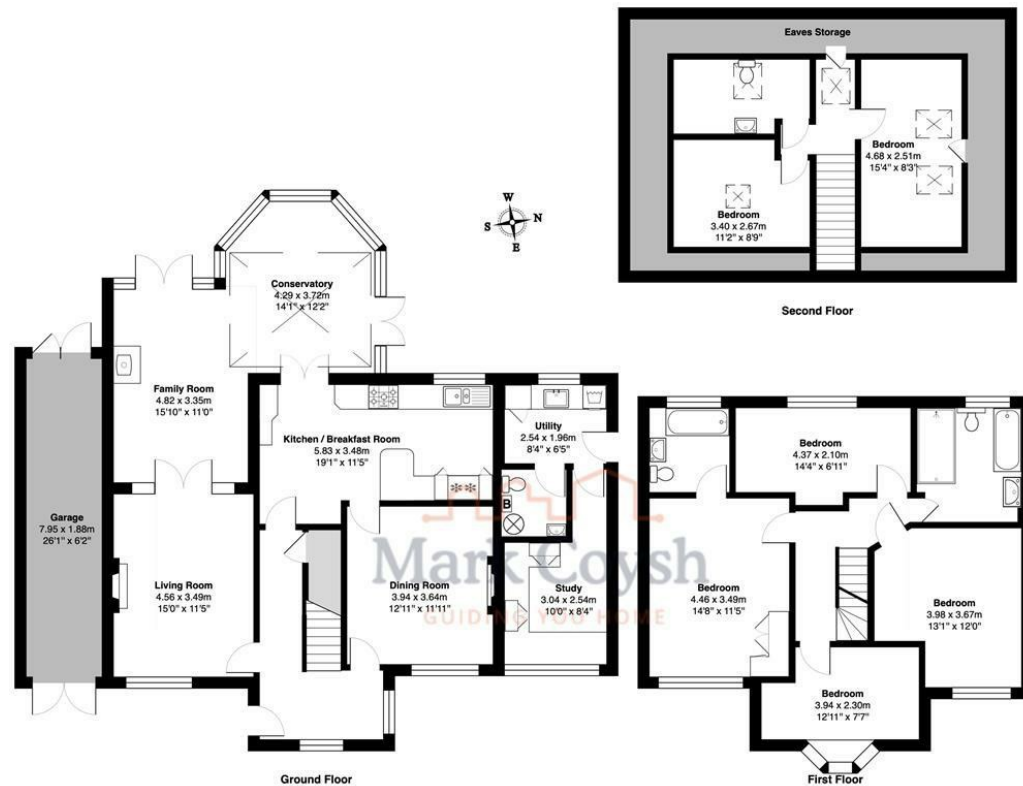 Eaves Storage
Bedroom
4.68 x 2.51m
15'4" x 8'3"
Bedroom
3.40 x 2.67m
11'2" x 8'9"
Second Floor
W
S
N
E
Conservatory
4.29 x 3.72m
14'1" x 12'2"
Family Room
4.82 x 3.35m
15'10" x 11'0"
Kitchen / Breakfast Room
5.83 x 3.48m
19'1" x 11'5"
Utility
2.54 x 1.96m
8'4" x 6'5"
B
Garage
7.95 x 1.88m
26'1" x 6'2"
Living Room
4.56 x 3.49m
15'0" x 11'5"
Dining Room
3.94 x 3.64m
12'11" x 11'11"
Study
3.04 x 2.54m
10'0" x 8'4"
Mark Coysh
GUIDING YOU HOME
Ground Floor
Bedroom
4.37 x 2.10m
14'4" x 6'11"
Bedroom
4.46 x 3.49m
14'8" x 11'5"
Bedroom
3.98 x 3.67m
13'1" x 12'0"
Bedroom
3.94 x 2.30m
12'11" x 7'7"
First Floor